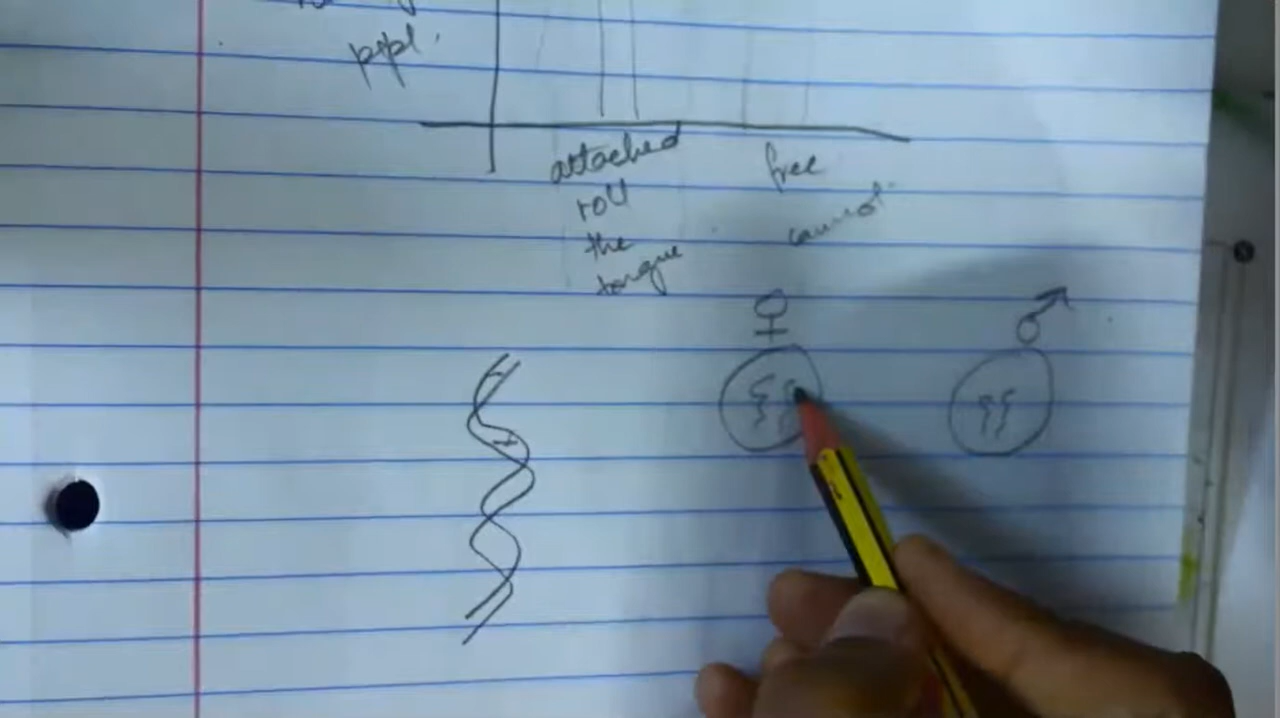 ppl.
attached
free
roll
cannot
the
tongue
♀
♂